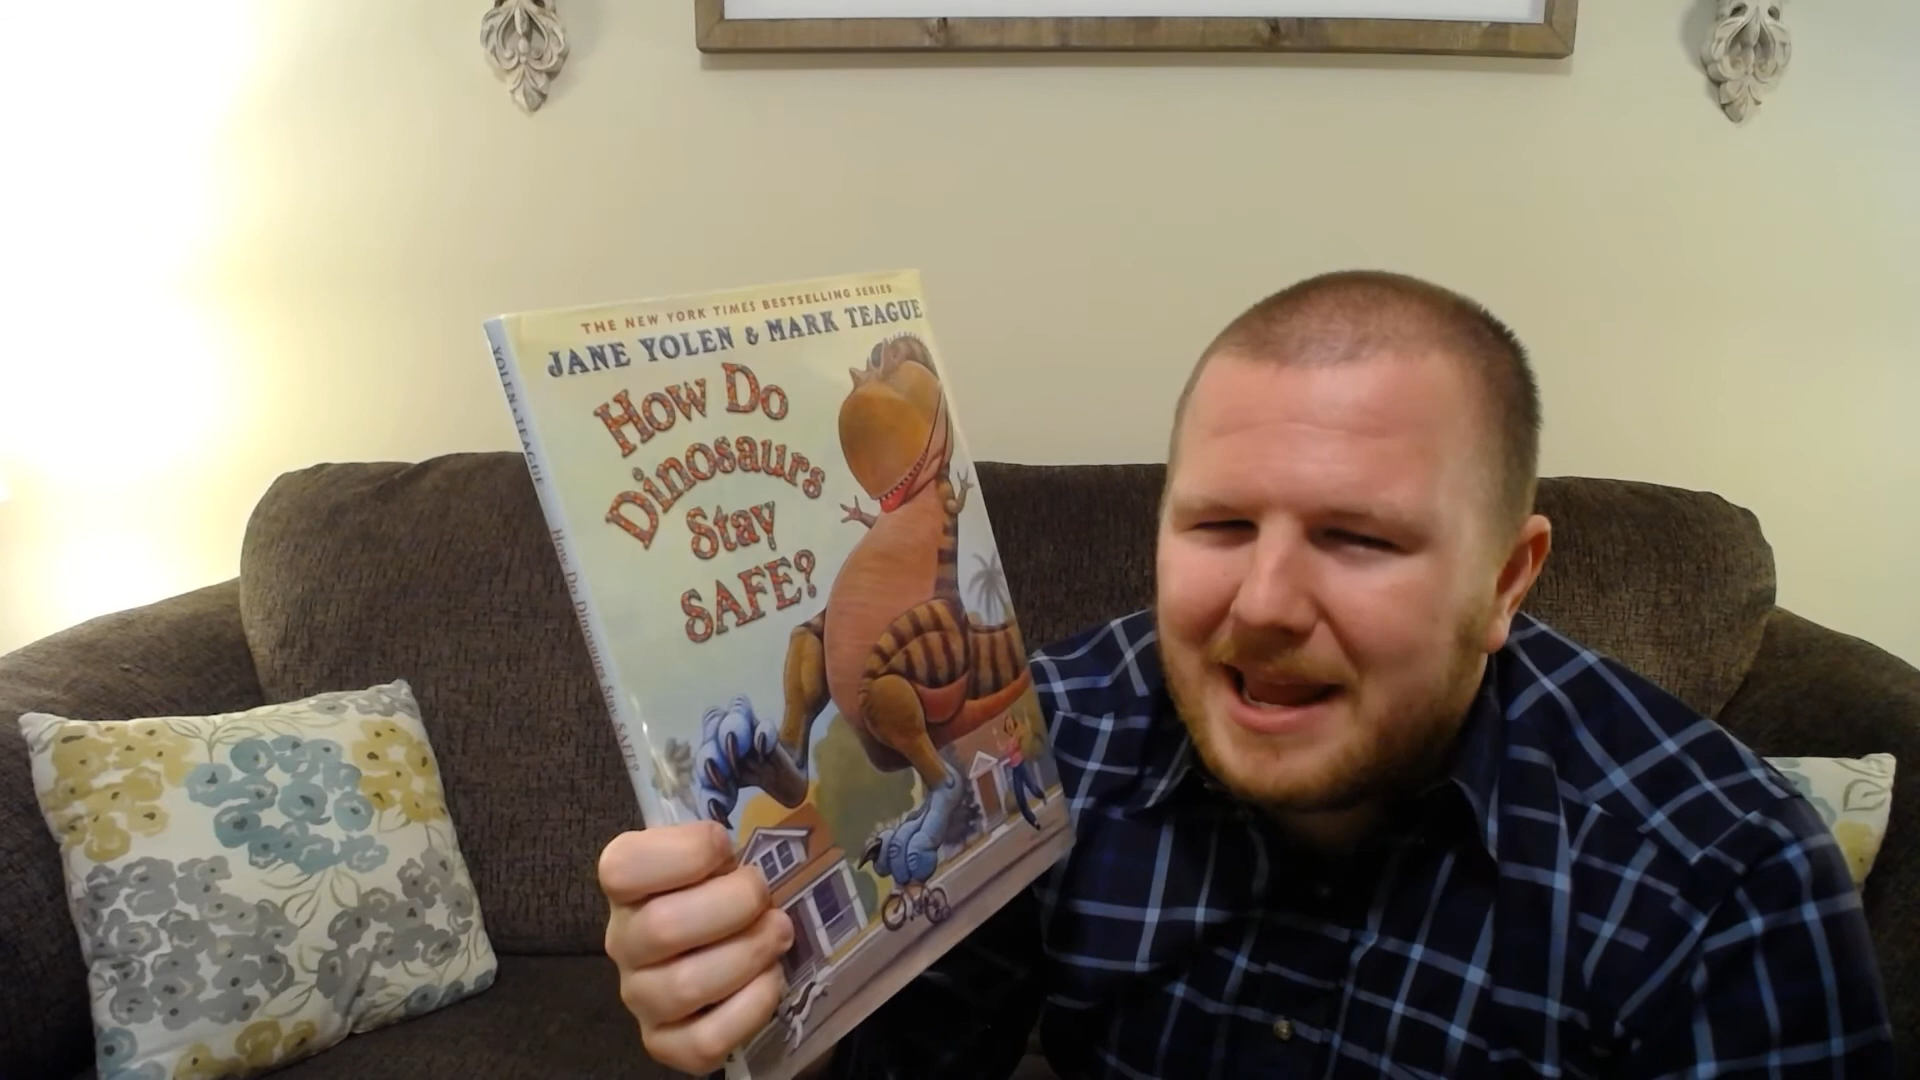 THE NEW YORK TIMES BESTSELLING SERIES
JANE YOLEN & MARK TEAGUE
How Do
Dinosaurs
Stay
SAFE?
YOLEN & TEAGUE
How Do Dinosaurs Stay SAFE?